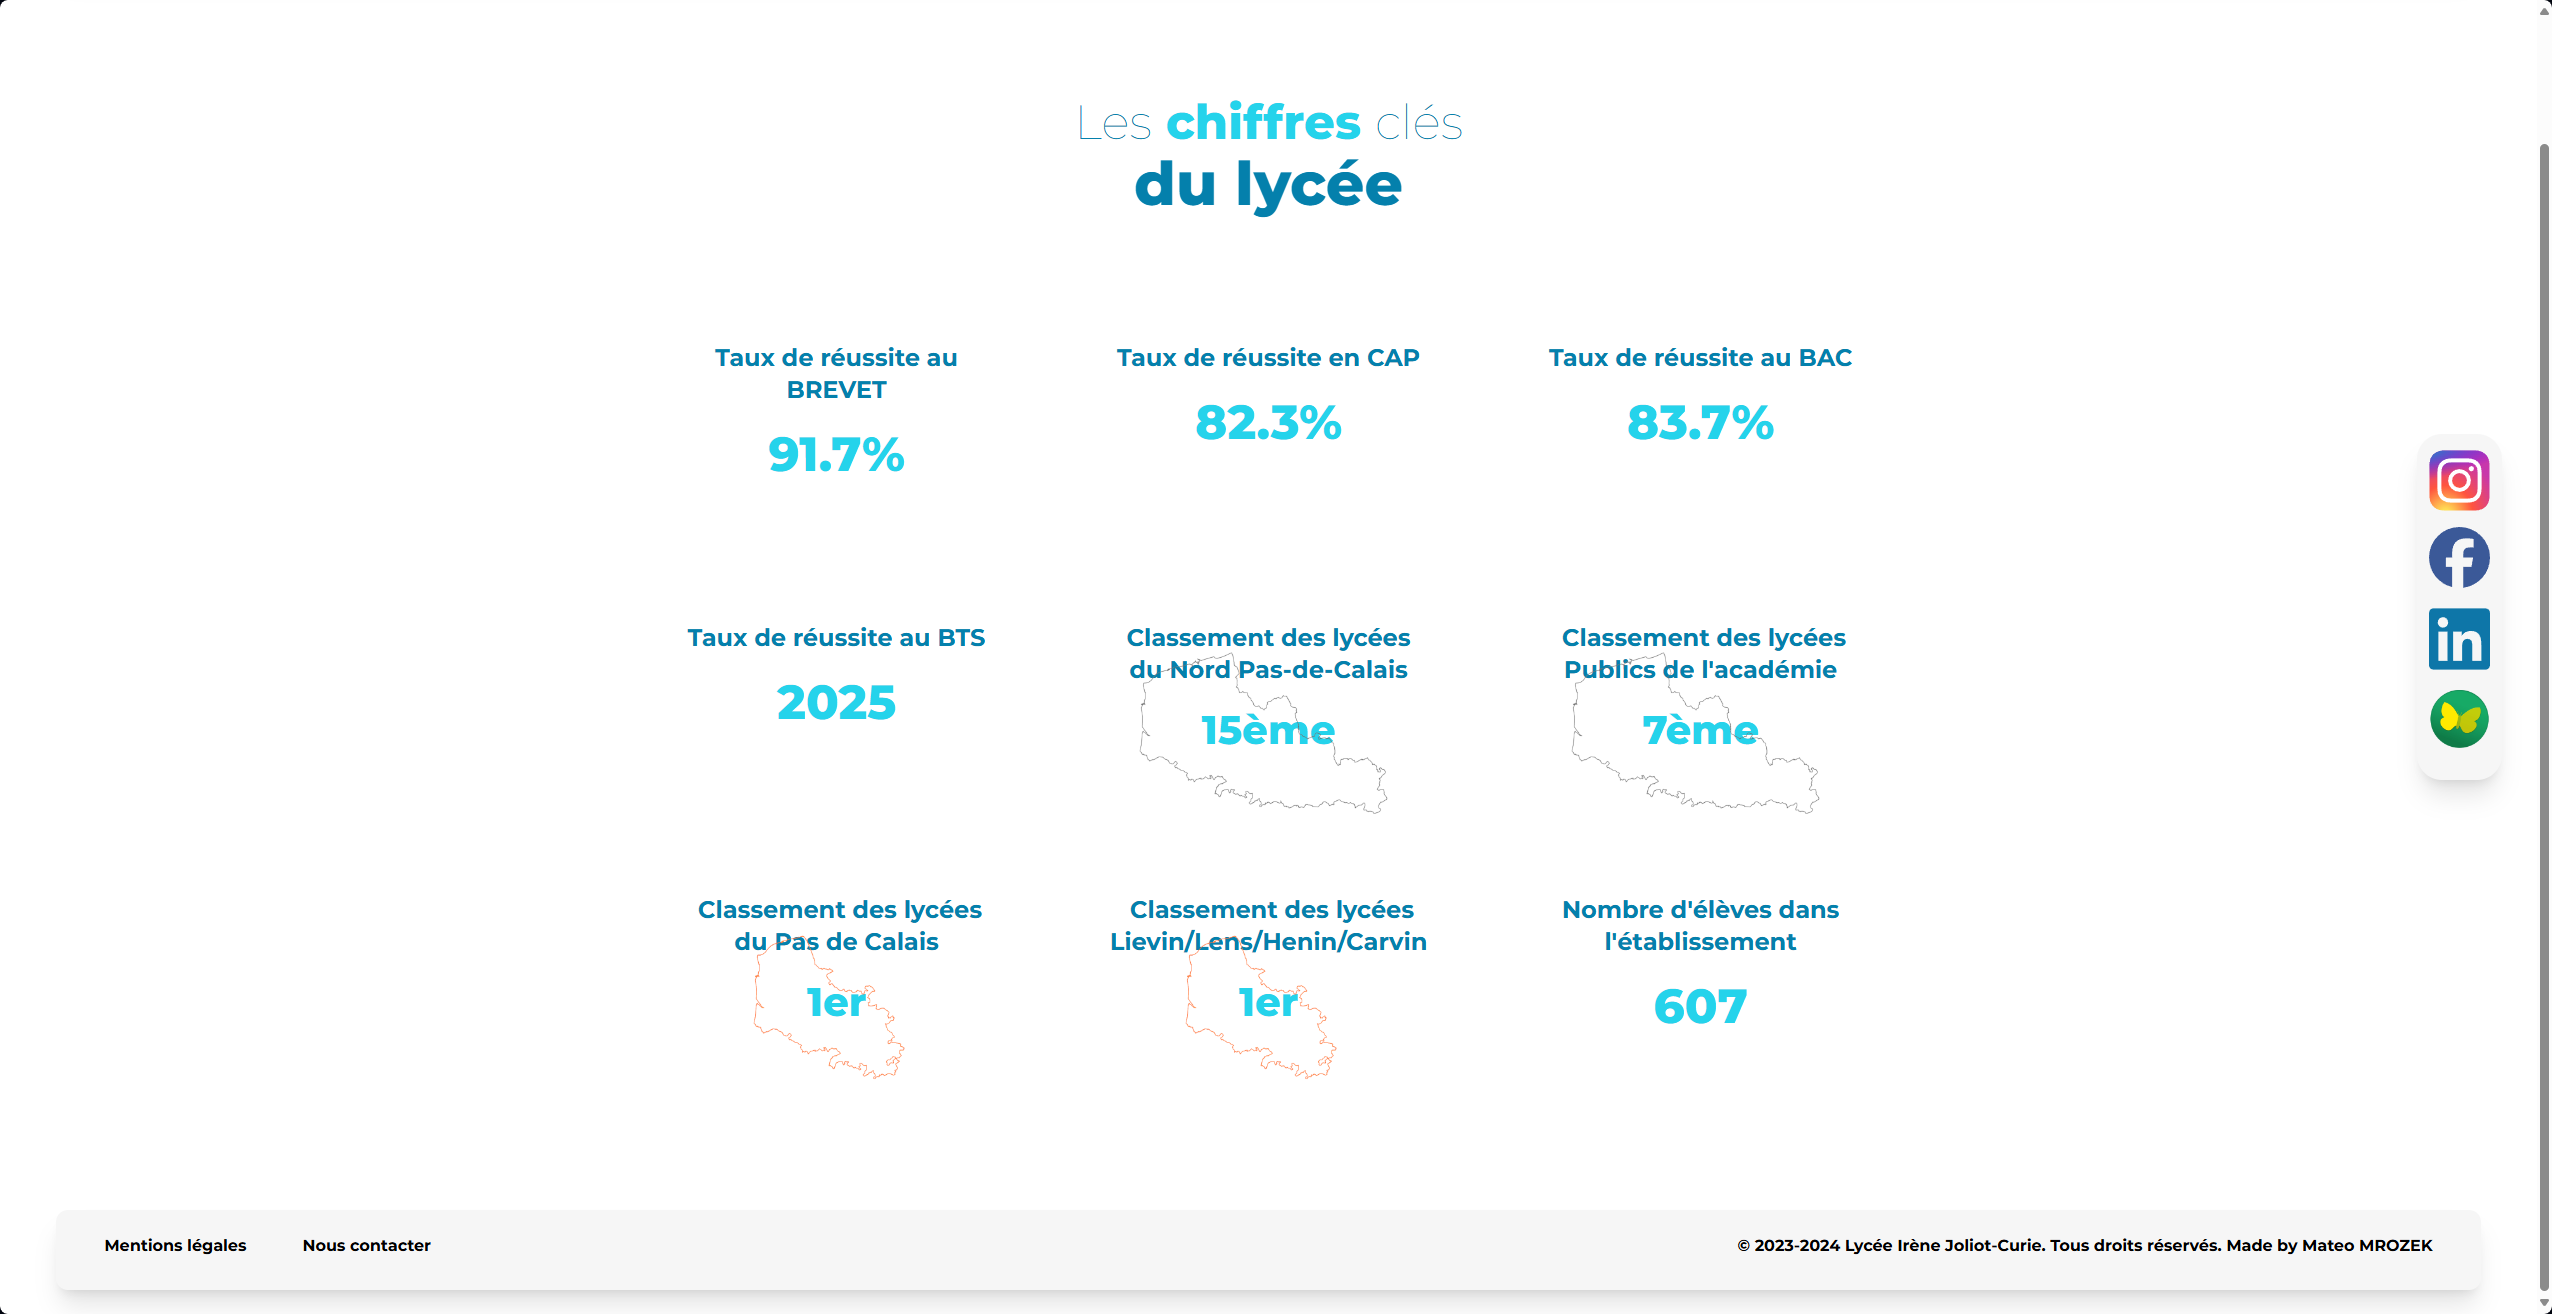 Les chiffres clés
du lycée
Taux de réussite au
BREVET
91.7%
Taux de réussite en CAP
82.3%
Taux de réussite au BAC
83.7%
Taux de réussite au BTS
2025
Classement des lycées
du Nord Pas-de-Calais
15ème
Classement des lycées
Publics de l'académie
7ème
Classement des lycées
du Pas de Calais
1er
Classement des lycées
Lievin/Lens/Henin/Carvin
1er
Nombre d'élèves dans
l'établissement
607
Mentions légales
Nous contacter
© 2023-2024 Lycée Irène Joliot-Curie. Tous droits réservés. Made by Mateo MROZEK